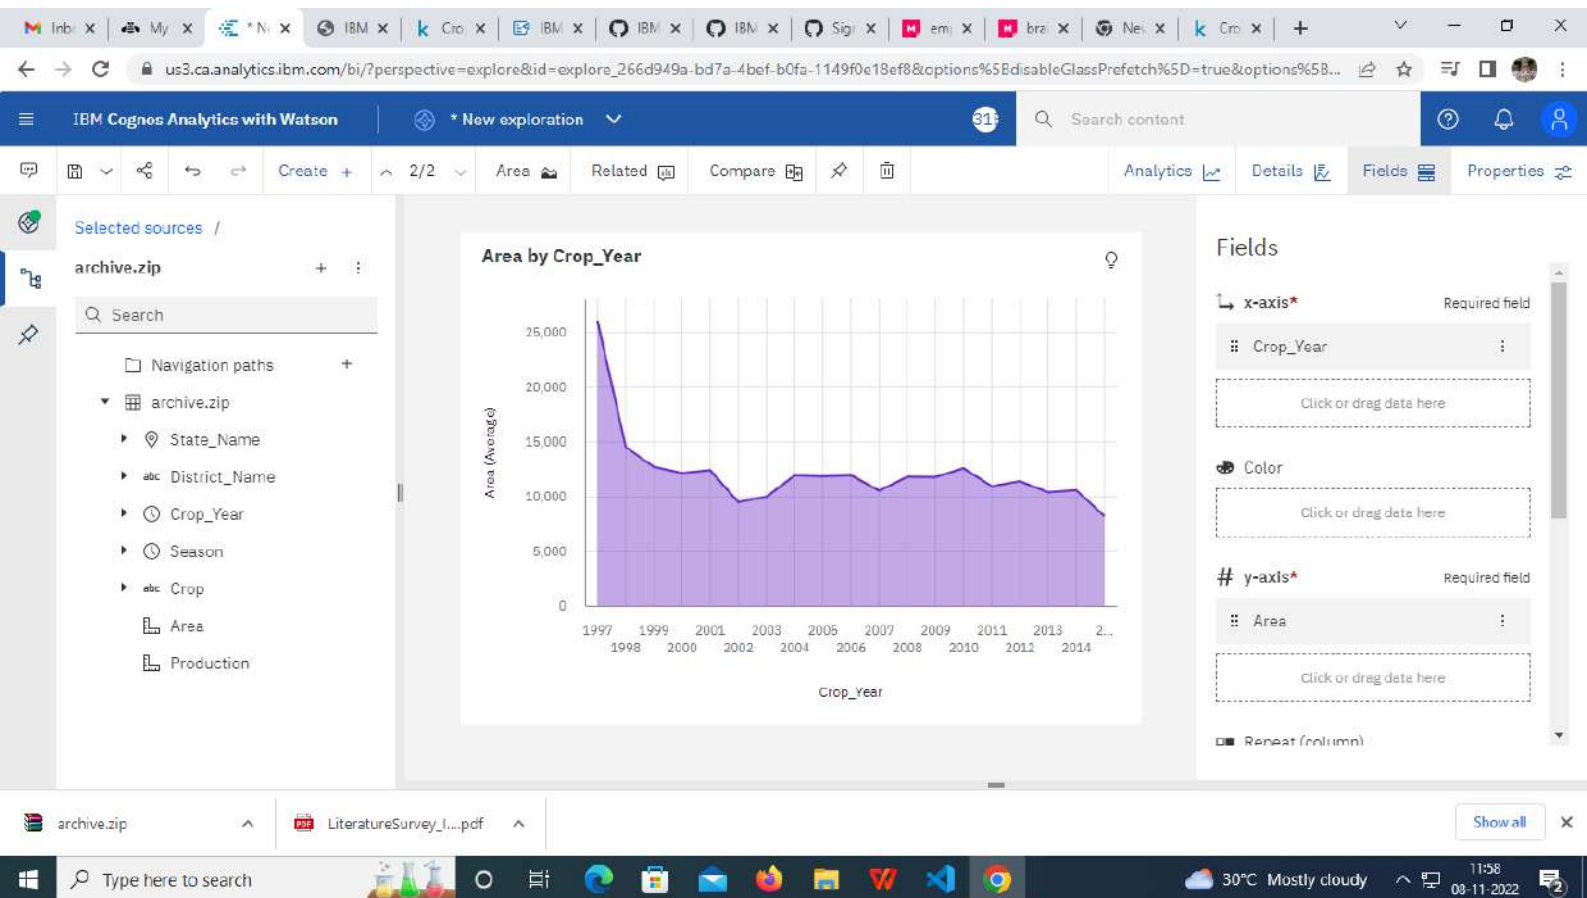 Inb
My
* N
IBM
Cro
IBM
IBM
IBM
Sig
em
bra
Ne
Cro
us3.ca.analytics.ibm.com/bi/?perspective=explore&id=explore_266d949a-bd7a-4bef-b0fa-1149f0e18ef8&options%5BdisableGlassPrefetch%5D=true&options%5B...
IBM Cognos Analytics with Watson
* New exploration
31
Search content
Create +
2/2
Area
Related
Compare
Analytics
Details
Fields
Properties
Selected sources /
archive.zip
Search
Navigation paths
archive.zip
State_Name
abc District_Name
Crop_Year
Season
abc Crop
Area
Production
Area by Crop_Year
Area (Average)
25,000
20,000
15,000
10,000
5,000
0
1997 1999 2001 2003 2005 2007 2009 2011 2013 2...
1998 2000 2002 2004 2006 2008 2010 2012 2014
Crop_Year
Fields
x-axis* Required field
Crop_Year
Click or drag data here
Color
Click or drag data here
y-axis* Required field
Area
Click or drag data here
Repeat (column)
archive.zip
PDF LiteratureSurvey_I....pdf
Show all
Type here to search
30°C Mostly cloudy
11:58
08-11-2022
2